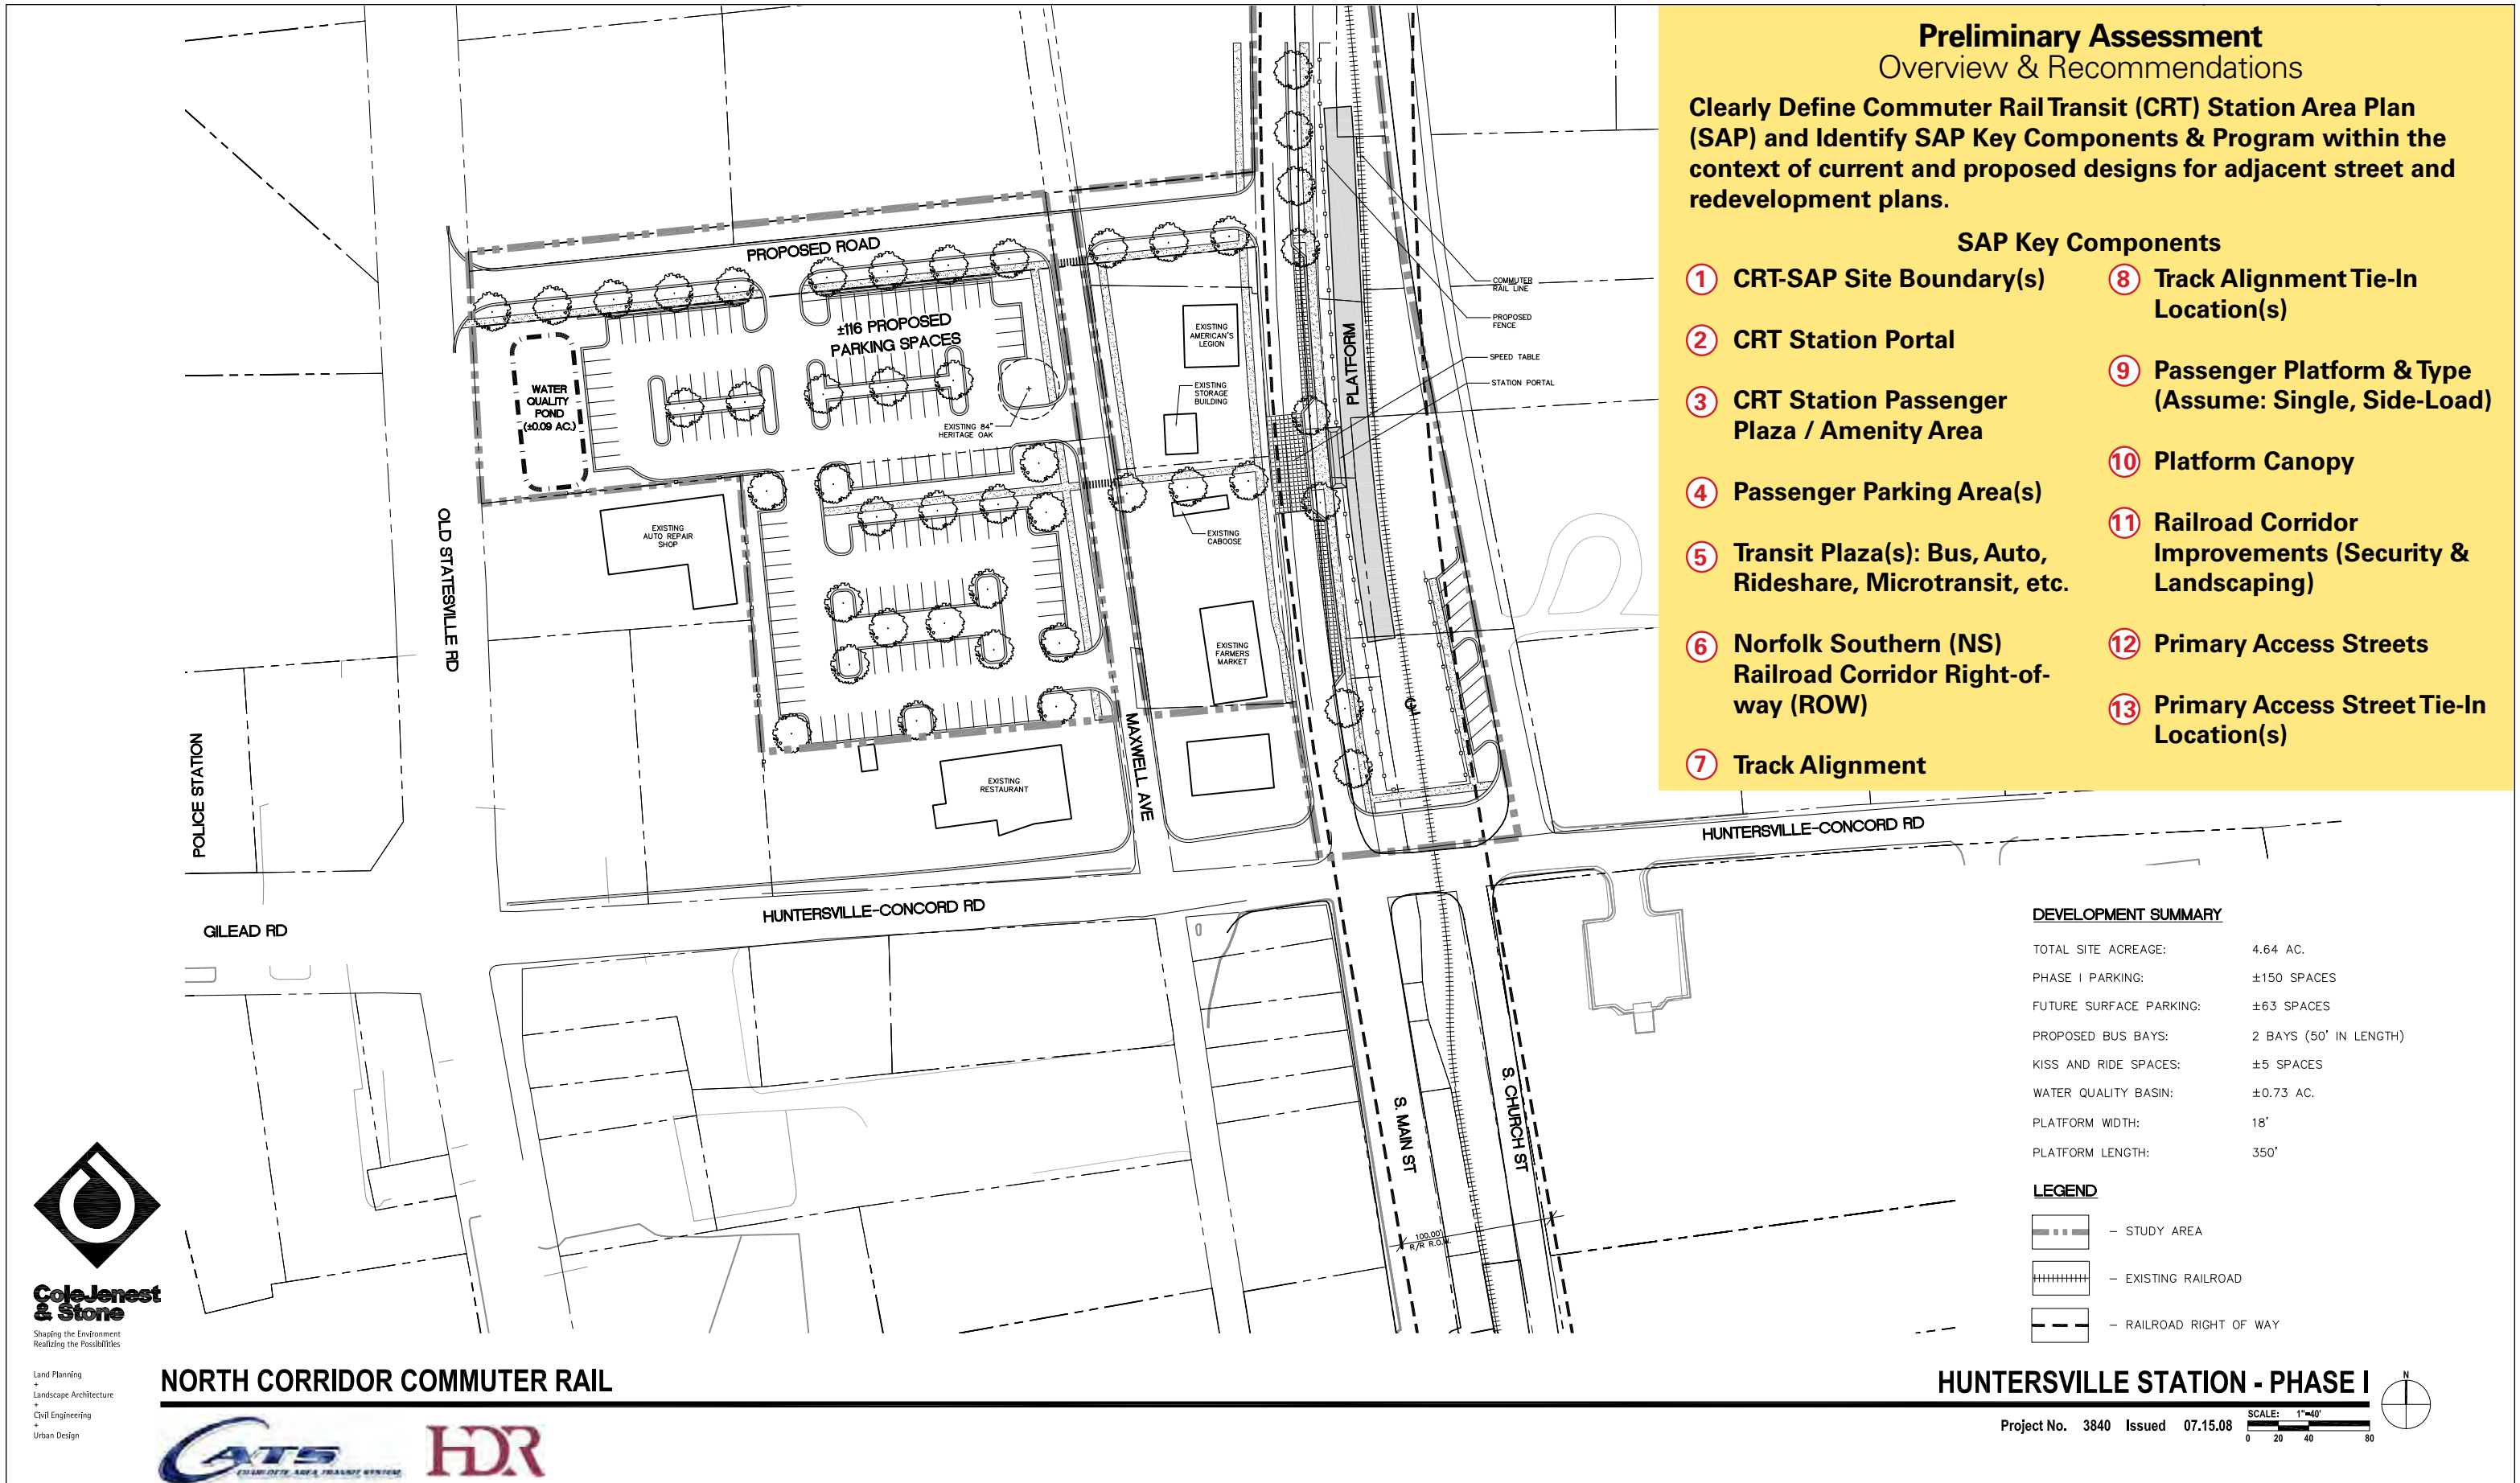 Preliminary Assessment
Overview & Recommendations
Clearly Define Commuter Rail Transit (CRT) Station Area Plan
(SAP) and Identify SAP Key Components & Program within the
context of current and proposed designs for adjacent street and
redevelopment plans.
SAP Key Components
1 CRT-SAP Site Boundary(s)
2 CRT Station Portal
3 CRT Station Passenger
Plaza / Amenity Area
4 Passenger Parking Area(s)
5 Transit Plaza(s): Bus, Auto,
Rideshare, Microtransit, etc.
6 Norfolk Southern (NS)
Railroad Corridor Right-of-
way (ROW)
7 Track Alignment
8 Track Alignment Tie-In
Location(s)
9 Passenger Platform & Type
(Assume: Single, Side-Load)
10 Platform Canopy
11 Railroad Corridor
Improvements (Security &
Landscaping)
12 Primary Access Streets
13 Primary Access Street Tie-In
Location(s)
PROPOSED ROAD
±116 PROPOSED
PARKING SPACES
WATER
QUALITY
POND
(±0.09 AC.)
EXISTING 84"
HERITAGE OAK
EXISTING
AMERICAN'S
LEGION
EXISTING
STORAGE
BUILDING
EXISTING
CABOOSE
EXISTING
FARMERS
MARKET
EXISTING
AUTO REPAIR
SHOP
EXISTING
RESTAURANT
PLATFORM
COMMUTER
RAIL LINE
PROPOSED
FENCE
SPEED TABLE
STATION PORTAL
OLD STATESVILLE RD
MAXWELL AVE
POLICE STATION
GILEAD RD
HUNTERSVILLE-CONCORD RD
HUNTERSVILLE-CONCORD RD
S. MAIN ST
S. CHURCH ST
100.00'
R/R R.O.W.
DEVELOPMENT SUMMARY
TOTAL SITE ACREAGE: 4.64 AC.
PHASE I PARKING: ±150 SPACES
FUTURE SURFACE PARKING: ±63 SPACES
PROPOSED BUS BAYS: 2 BAYS (50' IN LENGTH)
KISS AND RIDE SPACES: ±5 SPACES
WATER QUALITY BASIN: ±0.73 AC.
PLATFORM WIDTH: 18'
PLATFORM LENGTH: 350'
LEGEND
- STUDY AREA
- EXISTING RAILROAD
- RAILROAD RIGHT OF WAY
ColeJenest
& Stone
Shaping the Environment
Realizing the Possibilities
Land Planning
+
Landscape Architecture
+
Civil Engineering
+
Urban Design
NORTH CORRIDOR COMMUTER RAIL
CATS
CHARLOTTE AREA TRANSIT SYSTEM
HDR
HUNTERSVILLE STATION - PHASE I
N
Project No. 3840 Issued 07.15.08
SCALE: 1"=40'
0 20 40 80